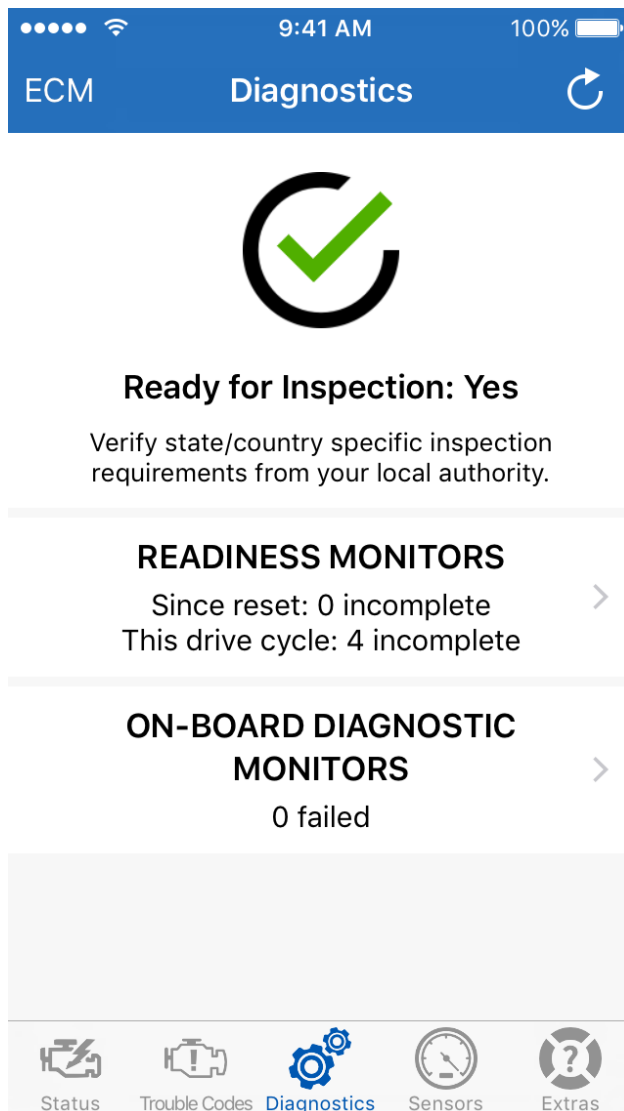 9:41 AM
100%
ECM
Diagnostics
Ready for Inspection: Yes
Verify state/country specific inspection
requirements from your local authority.
READINESS MONITORS
Since reset: 0 incomplete
This drive cycle: 4 incomplete
ON-BOARD DIAGNOSTIC
MONITORS
0 failed
Status
Trouble Codes
Diagnostics
Sensors
Extras